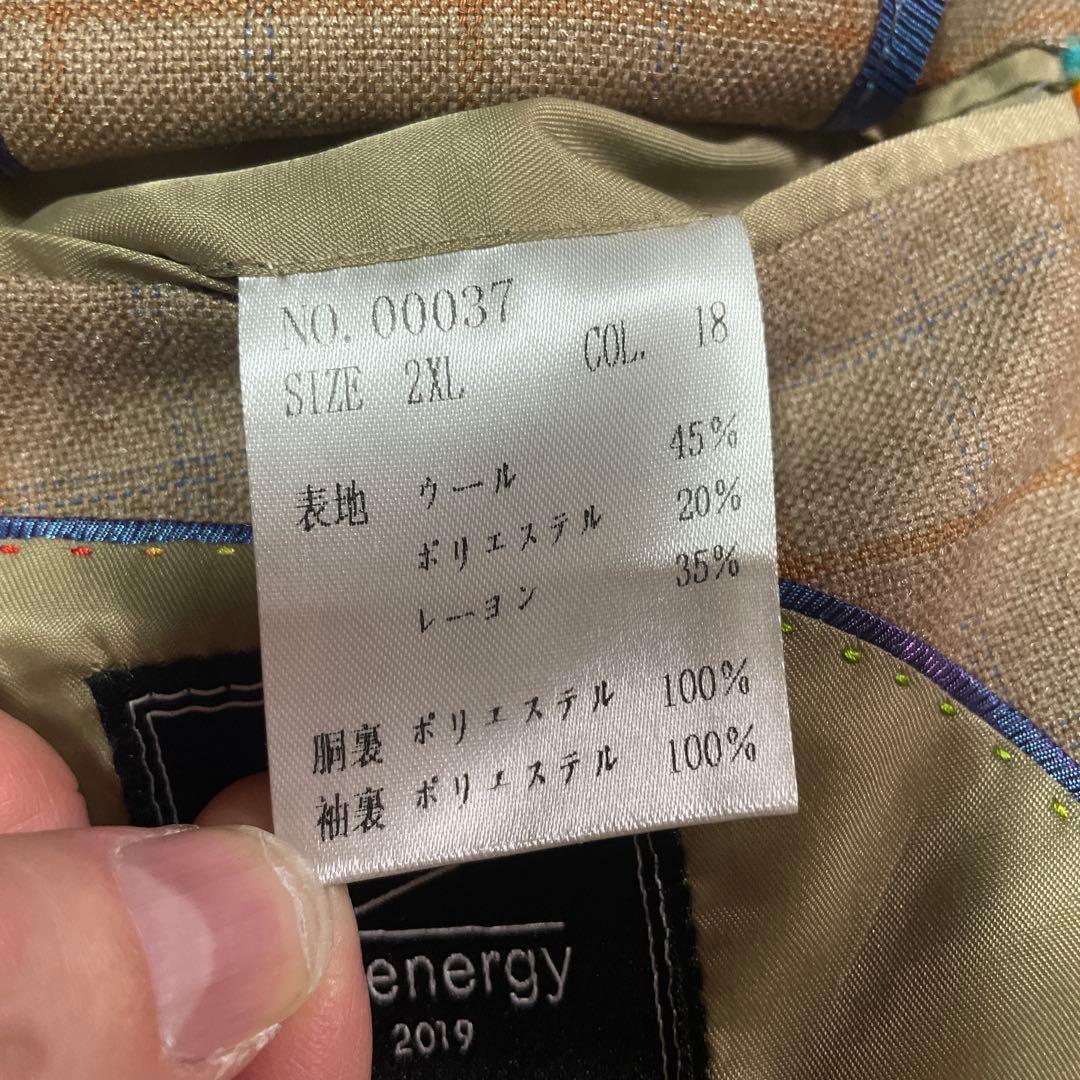 NO. 00037
SIZE 2XL COL. 18
表地 ウール 45%
ポリエステル 20%
レーヨン 35%
胴裏 ポリエステル 100%
袖裏 ポリエステル 100%
energy
2019